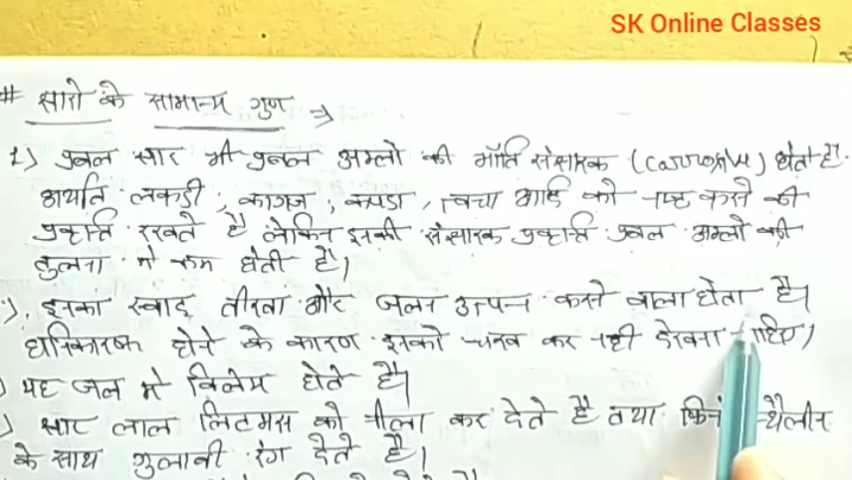 SK Online Classes
# क्षारो के सामान्य गुण ⇒
1) प्रबल क्षार भी प्रबल अम्लो की भाँति संक्षारक (Corrosive) होते है।
अर्थात लकडी, कागज, कपडा, त्वचा आदि को नष्ट करने की
प्रवृत्ति रखते है लेकिन इनकी संक्षारक प्रवृत्ति प्रबल अम्लो की
तुलना मे कम होती है।
इनका स्वाद तीखा और जलन उत्पन करने वाला होता है।
हानिकारक होने के कारण इनको चख कर नही देखना
यह जल मे विलेय होते है।
क्षार लाल लिटमस को नीला कर देते है तथा
के साथ गुलाबी रंग देते है।